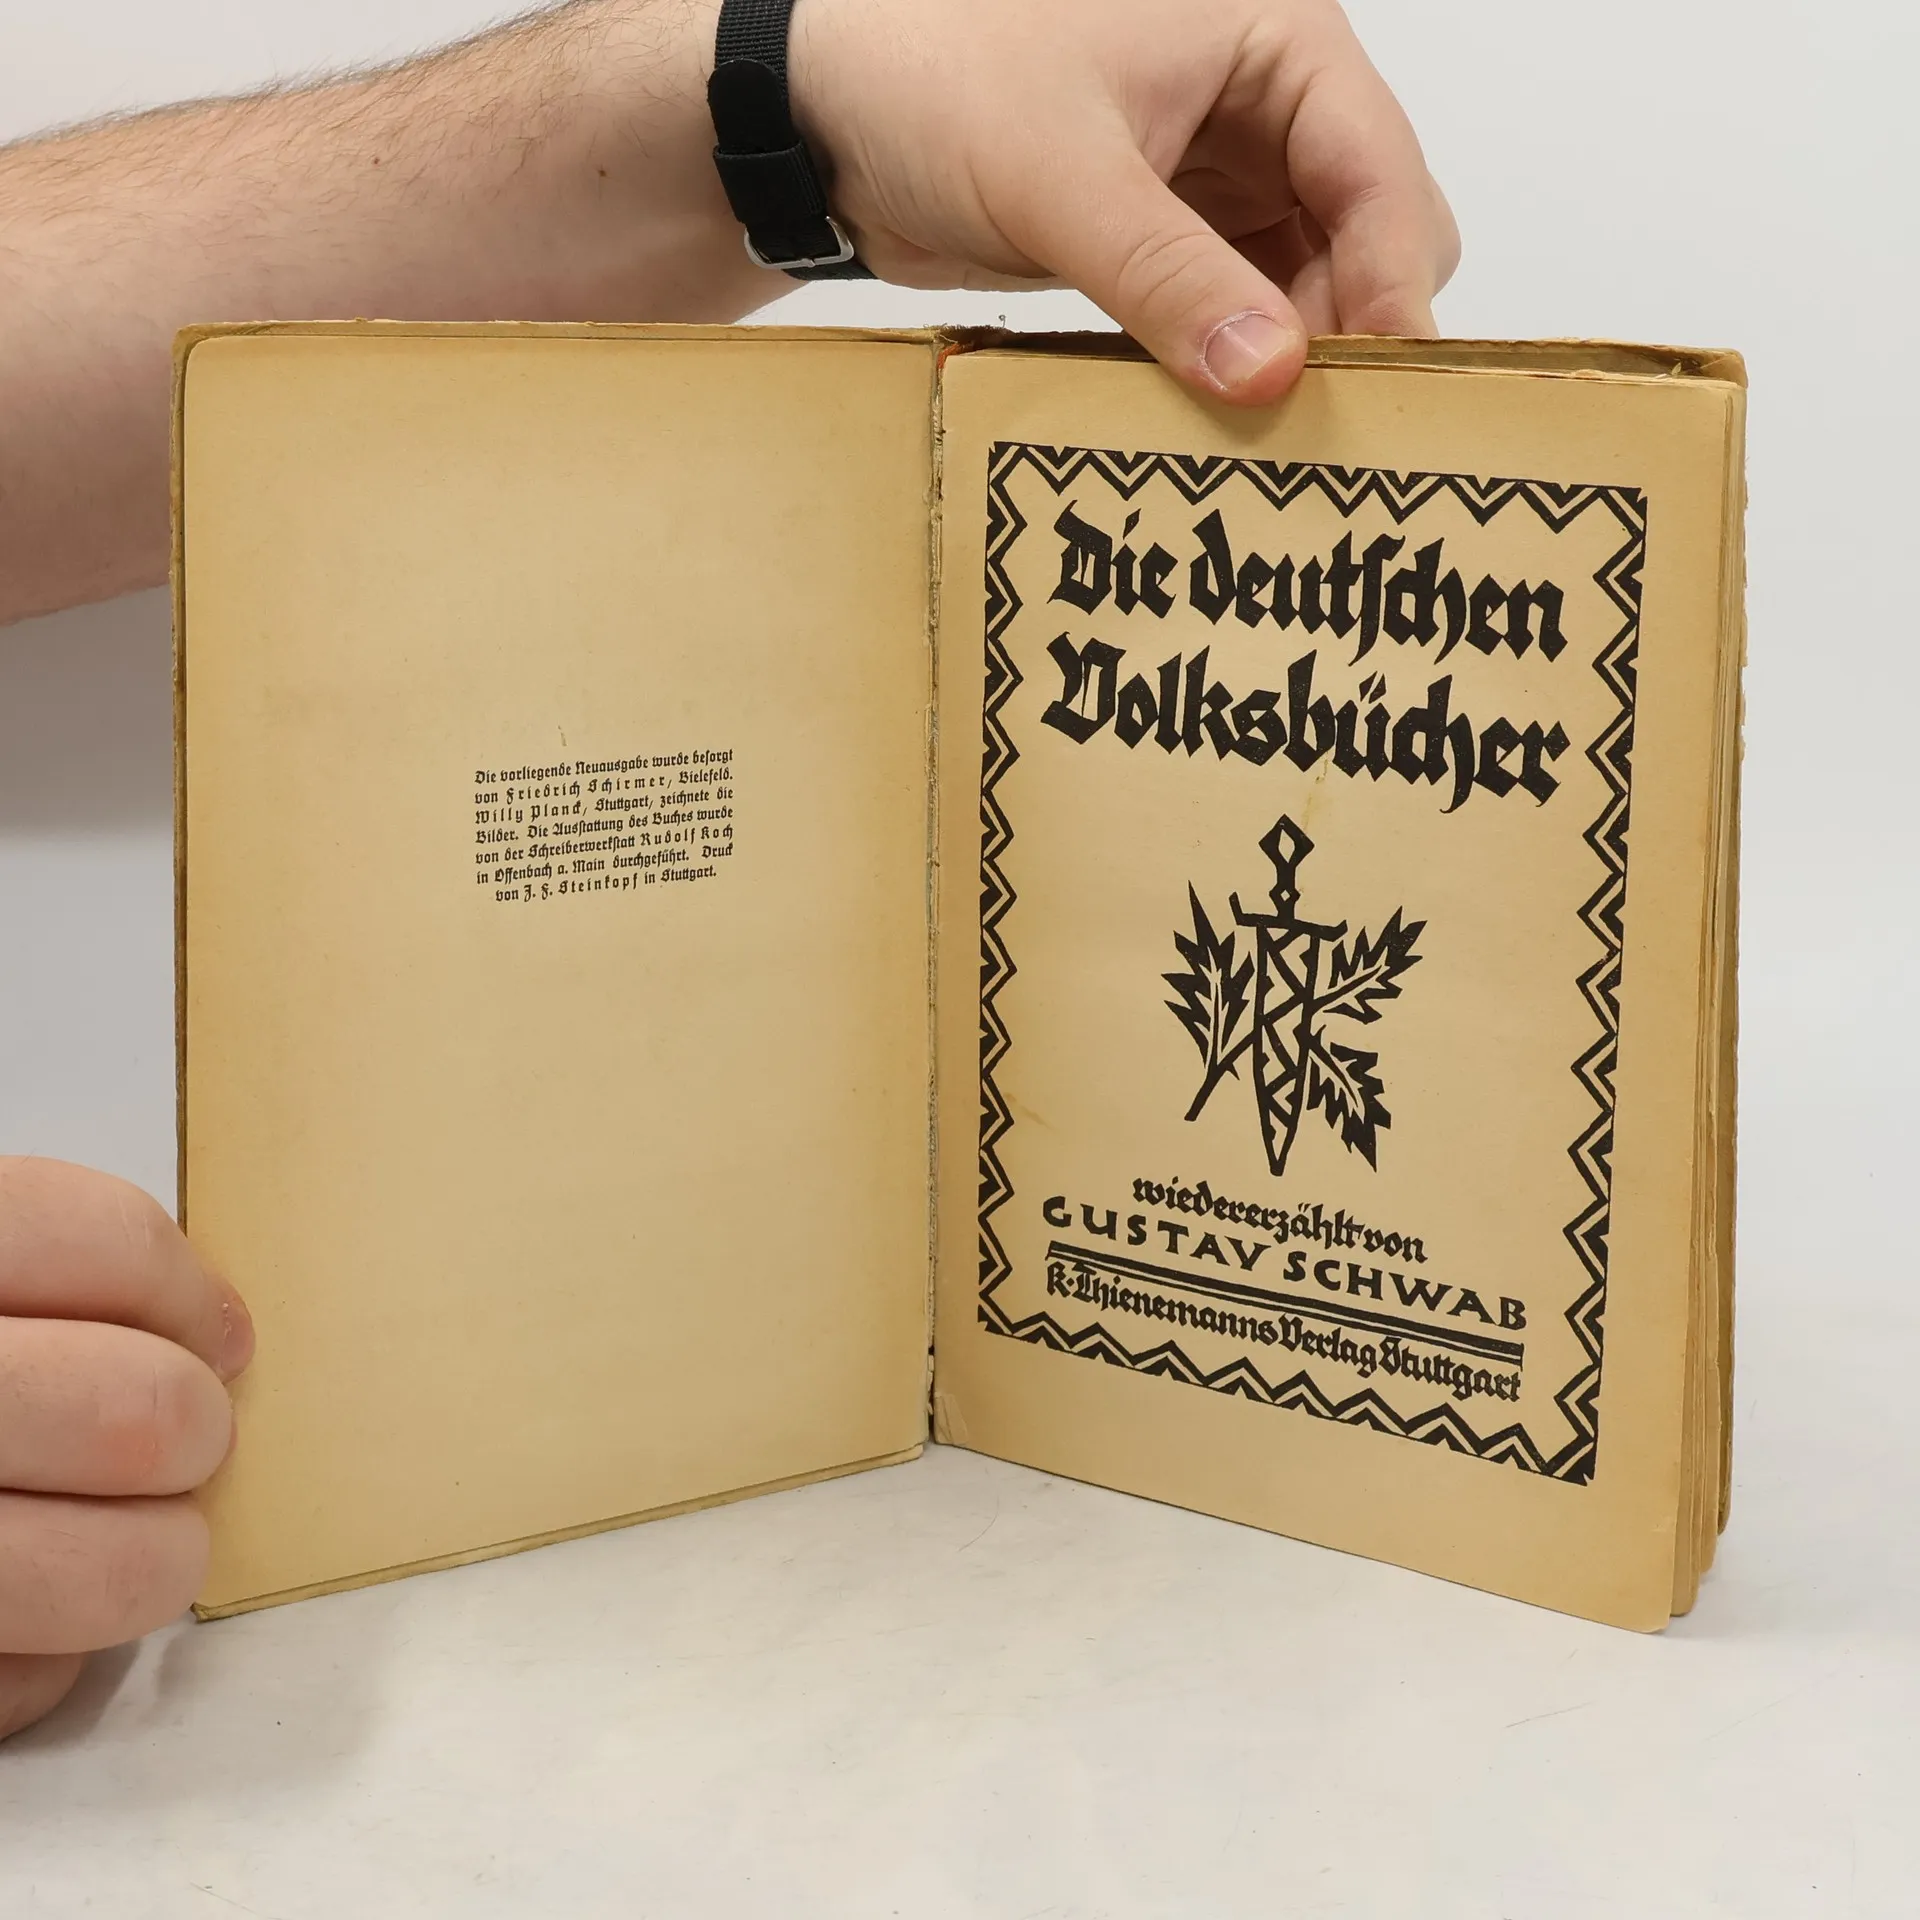 Die vorliegende Neuausgabe wurde besorgt
von Friedrich Schirmer, Bielefeld.
Willy Planck, Stuttgart, zeichnete die
Bilder. Die Ausstattung des Buches wurde
von der Schreiberwerkstatt Rudolf Koch
in Offenbach a. Main durchgeführt. Druck
von J. F. Steinkopf in Stuttgart.
Die deutschen
Volksbücher
wiedererzählt von
GUSTAV SCHWAB
K. Thienemanns Verlag Stuttgart